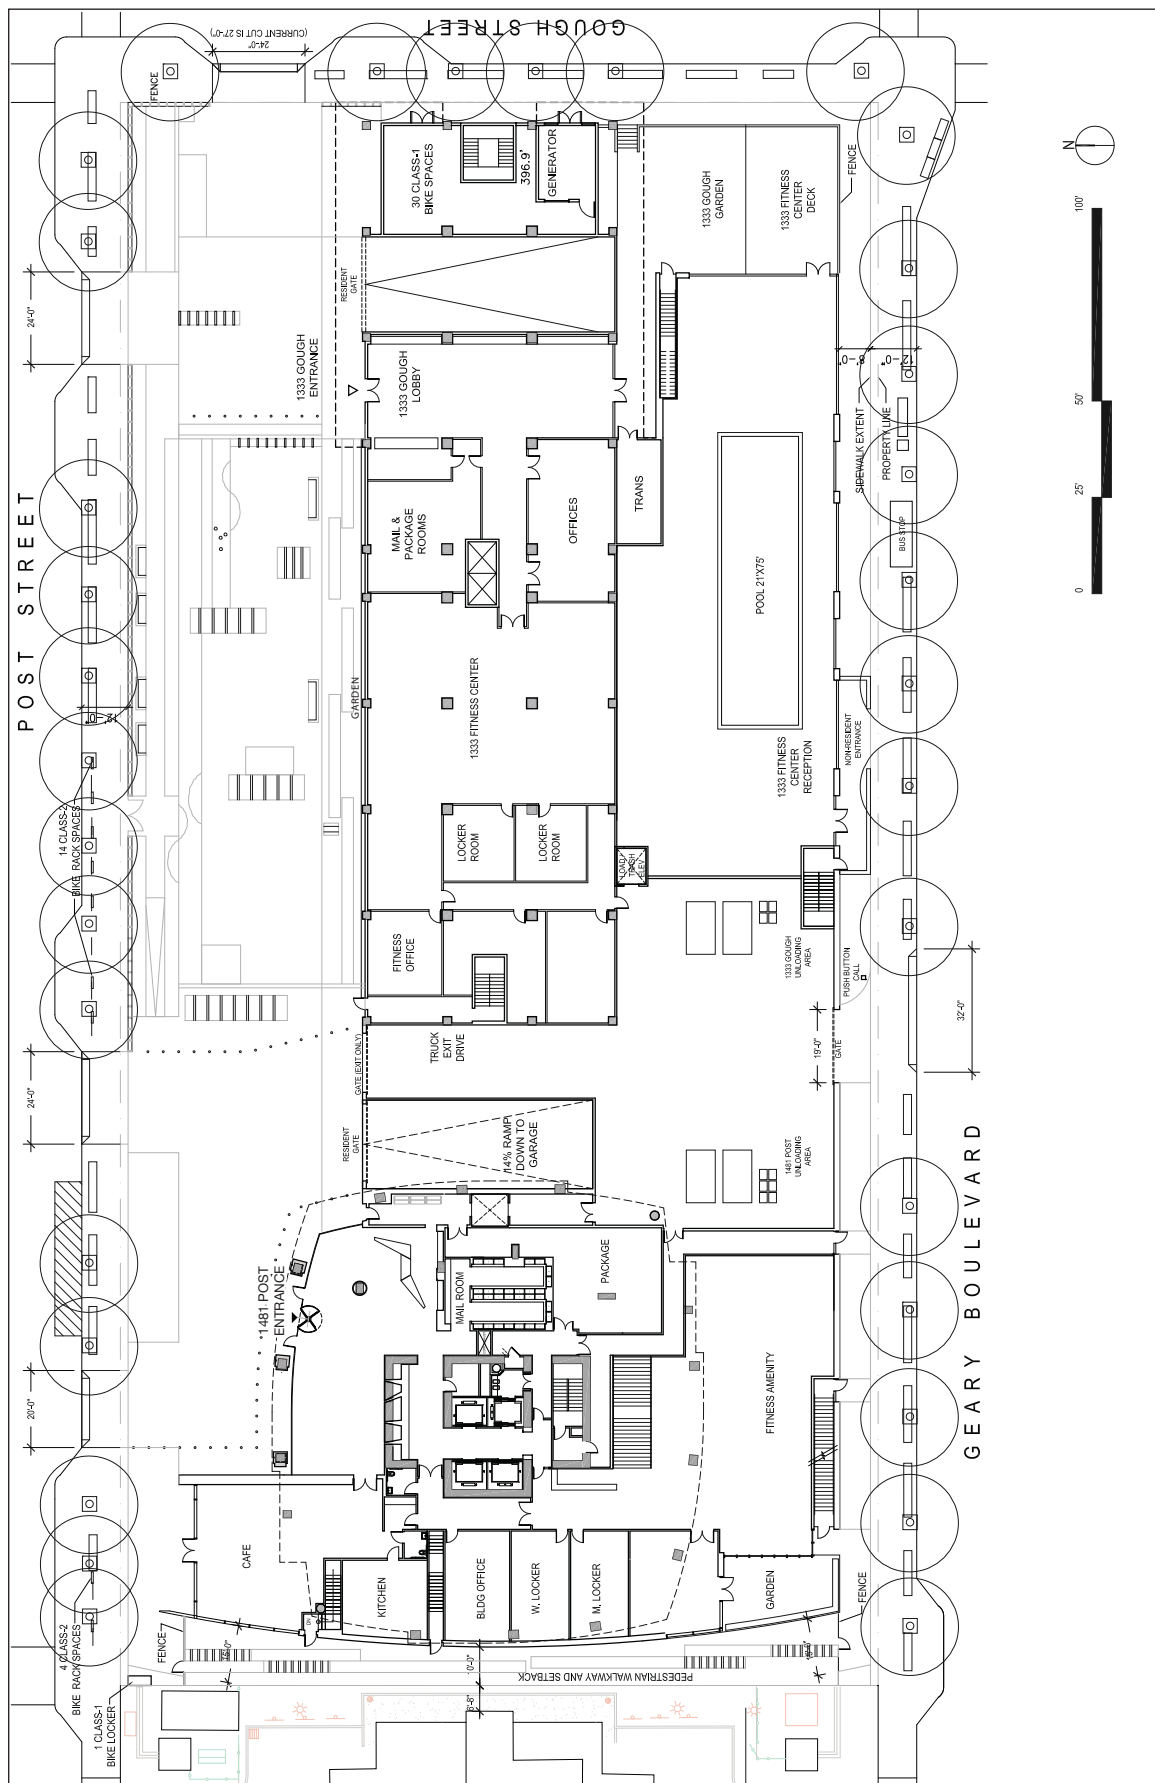 GOUGH STREET
24'-0"
(CURRENT CUT IS 27'-0")
FENCE
N
100'
50'
25'
0
30 CLASS-1
BIKE SPACES
396.9'
GENERATOR
1333 GOUGH
GARDEN
1333 FITNESS
CENTER
DECK
FENCE
24'-0"
RESIDENT
GATE
1333 GOUGH
ENTRANCE
1333 GOUGH
LOBBY
8'-0"
12'-0"
SIDEWALK EXTENT
PROPERTY LINE
POST STREET
MAIL &
PACKAGE
ROOMS
OFFICES
TRANS
BUS STOP
POOL 21'X75'
12'-0"
GARDEN
1333 FITNESS CENTER
1333 FITNESS
CENTER
RECEPTION
NON-RESIDENT
ENTRANCE
14 CLASS-2
BIKE RACK SPACES
LOCKER
ROOM
LOCKER
ROOM
LOAD/
TRASH
ELEV
FITNESS
OFFICE
1333 GOUGH
UNLOADING
AREA
PUSH BUTTON
CALL
32'-0"
24'-0"
GATE (EXIT ONLY)
TRUCK
EXIT
DRIVE
19'-0"
GATE
RESIDENT
GATE
14% RAMP
DOWN TO
GARAGE
1481 POST
UNLOADING
AREA
GEARY BOULEVARD
1481 POST
ENTRANCE
MAIL ROOM
PACKAGE
20'-0"
FITNESS AMENITY
CAFE
KITCHEN
BLDG OFFICE
W. LOCKER
M. LOCKER
GARDEN
FENCE
4 CLASS-2
BIKE RACK SPACES
FENCE
DN
10'-0"
6'-8"
PEDESTRIAN WALKWAY AND SETBACK
1 CLASS-1
BIKE LOCKER